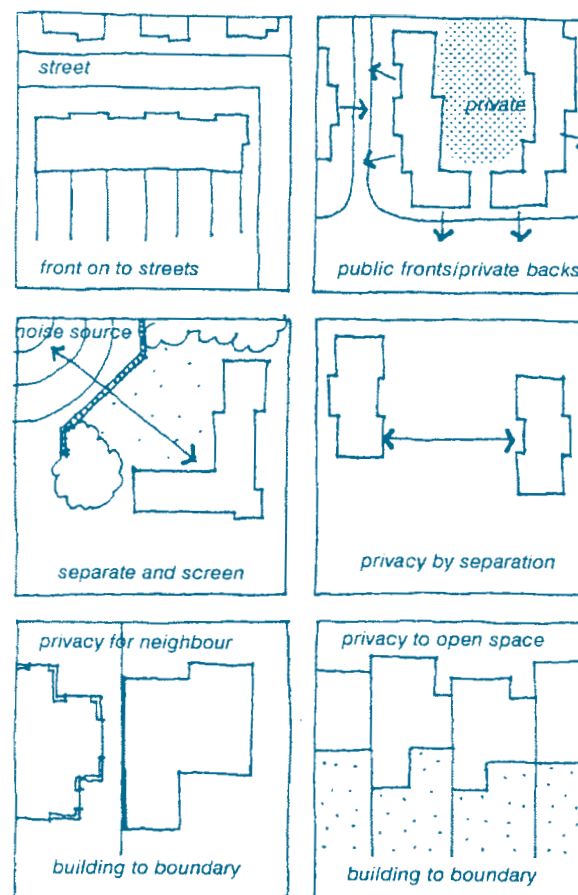 street
front on to streets
private
public fronts/private backs
noise source
separate and screen
privacy by separation
privacy for neighbour
building to boundary
privacy to open space
building to boundary